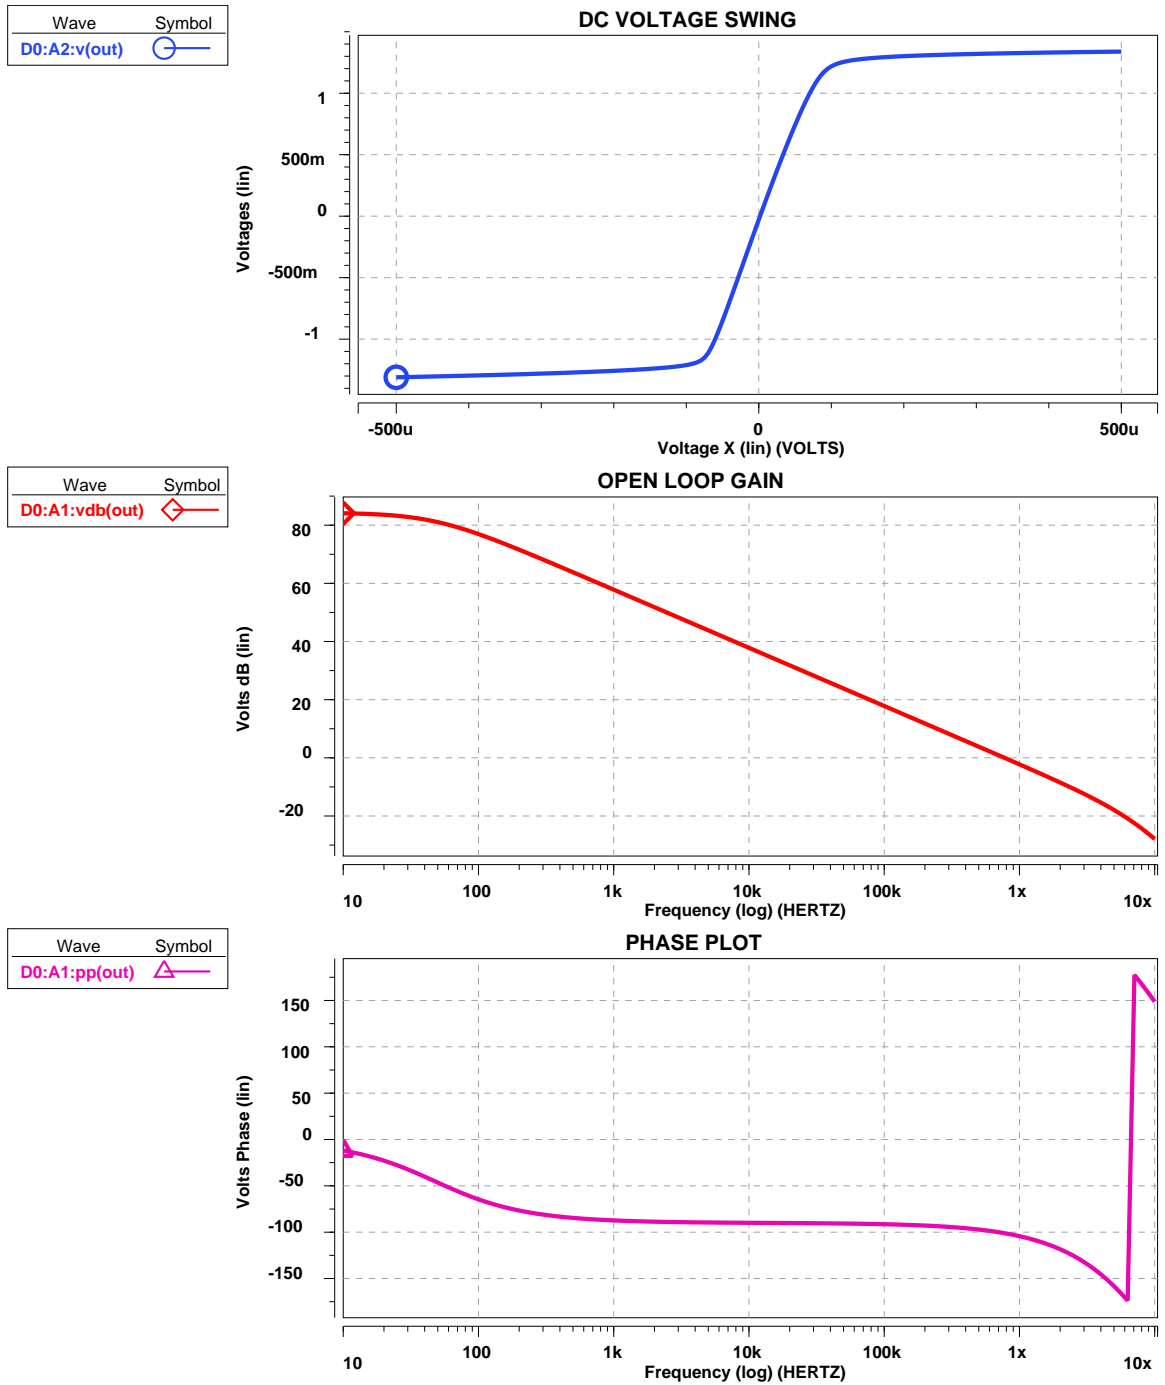 Wave Symbol
D0:A2:v(out)
DC VOLTAGE SWING
Voltages (lin)
1
500m
0
-500m
-1
-500u 0 500u
Voltage X (lin) (VOLTS)
Wave Symbol
D0:A1:vdb(out)
OPEN LOOP GAIN
Volts dB (lin)
80
60
40
20
0
-20
10 100 1k 10k 100k 1x 10x
Frequency (log) (HERTZ)
Wave Symbol
D0:A1:pp(out)
PHASE PLOT
Volts Phase (lin)
150
100
50
0
-50
-100
-150
10 100 1k 10k 100k 1x 10x
Frequency (log) (HERTZ)